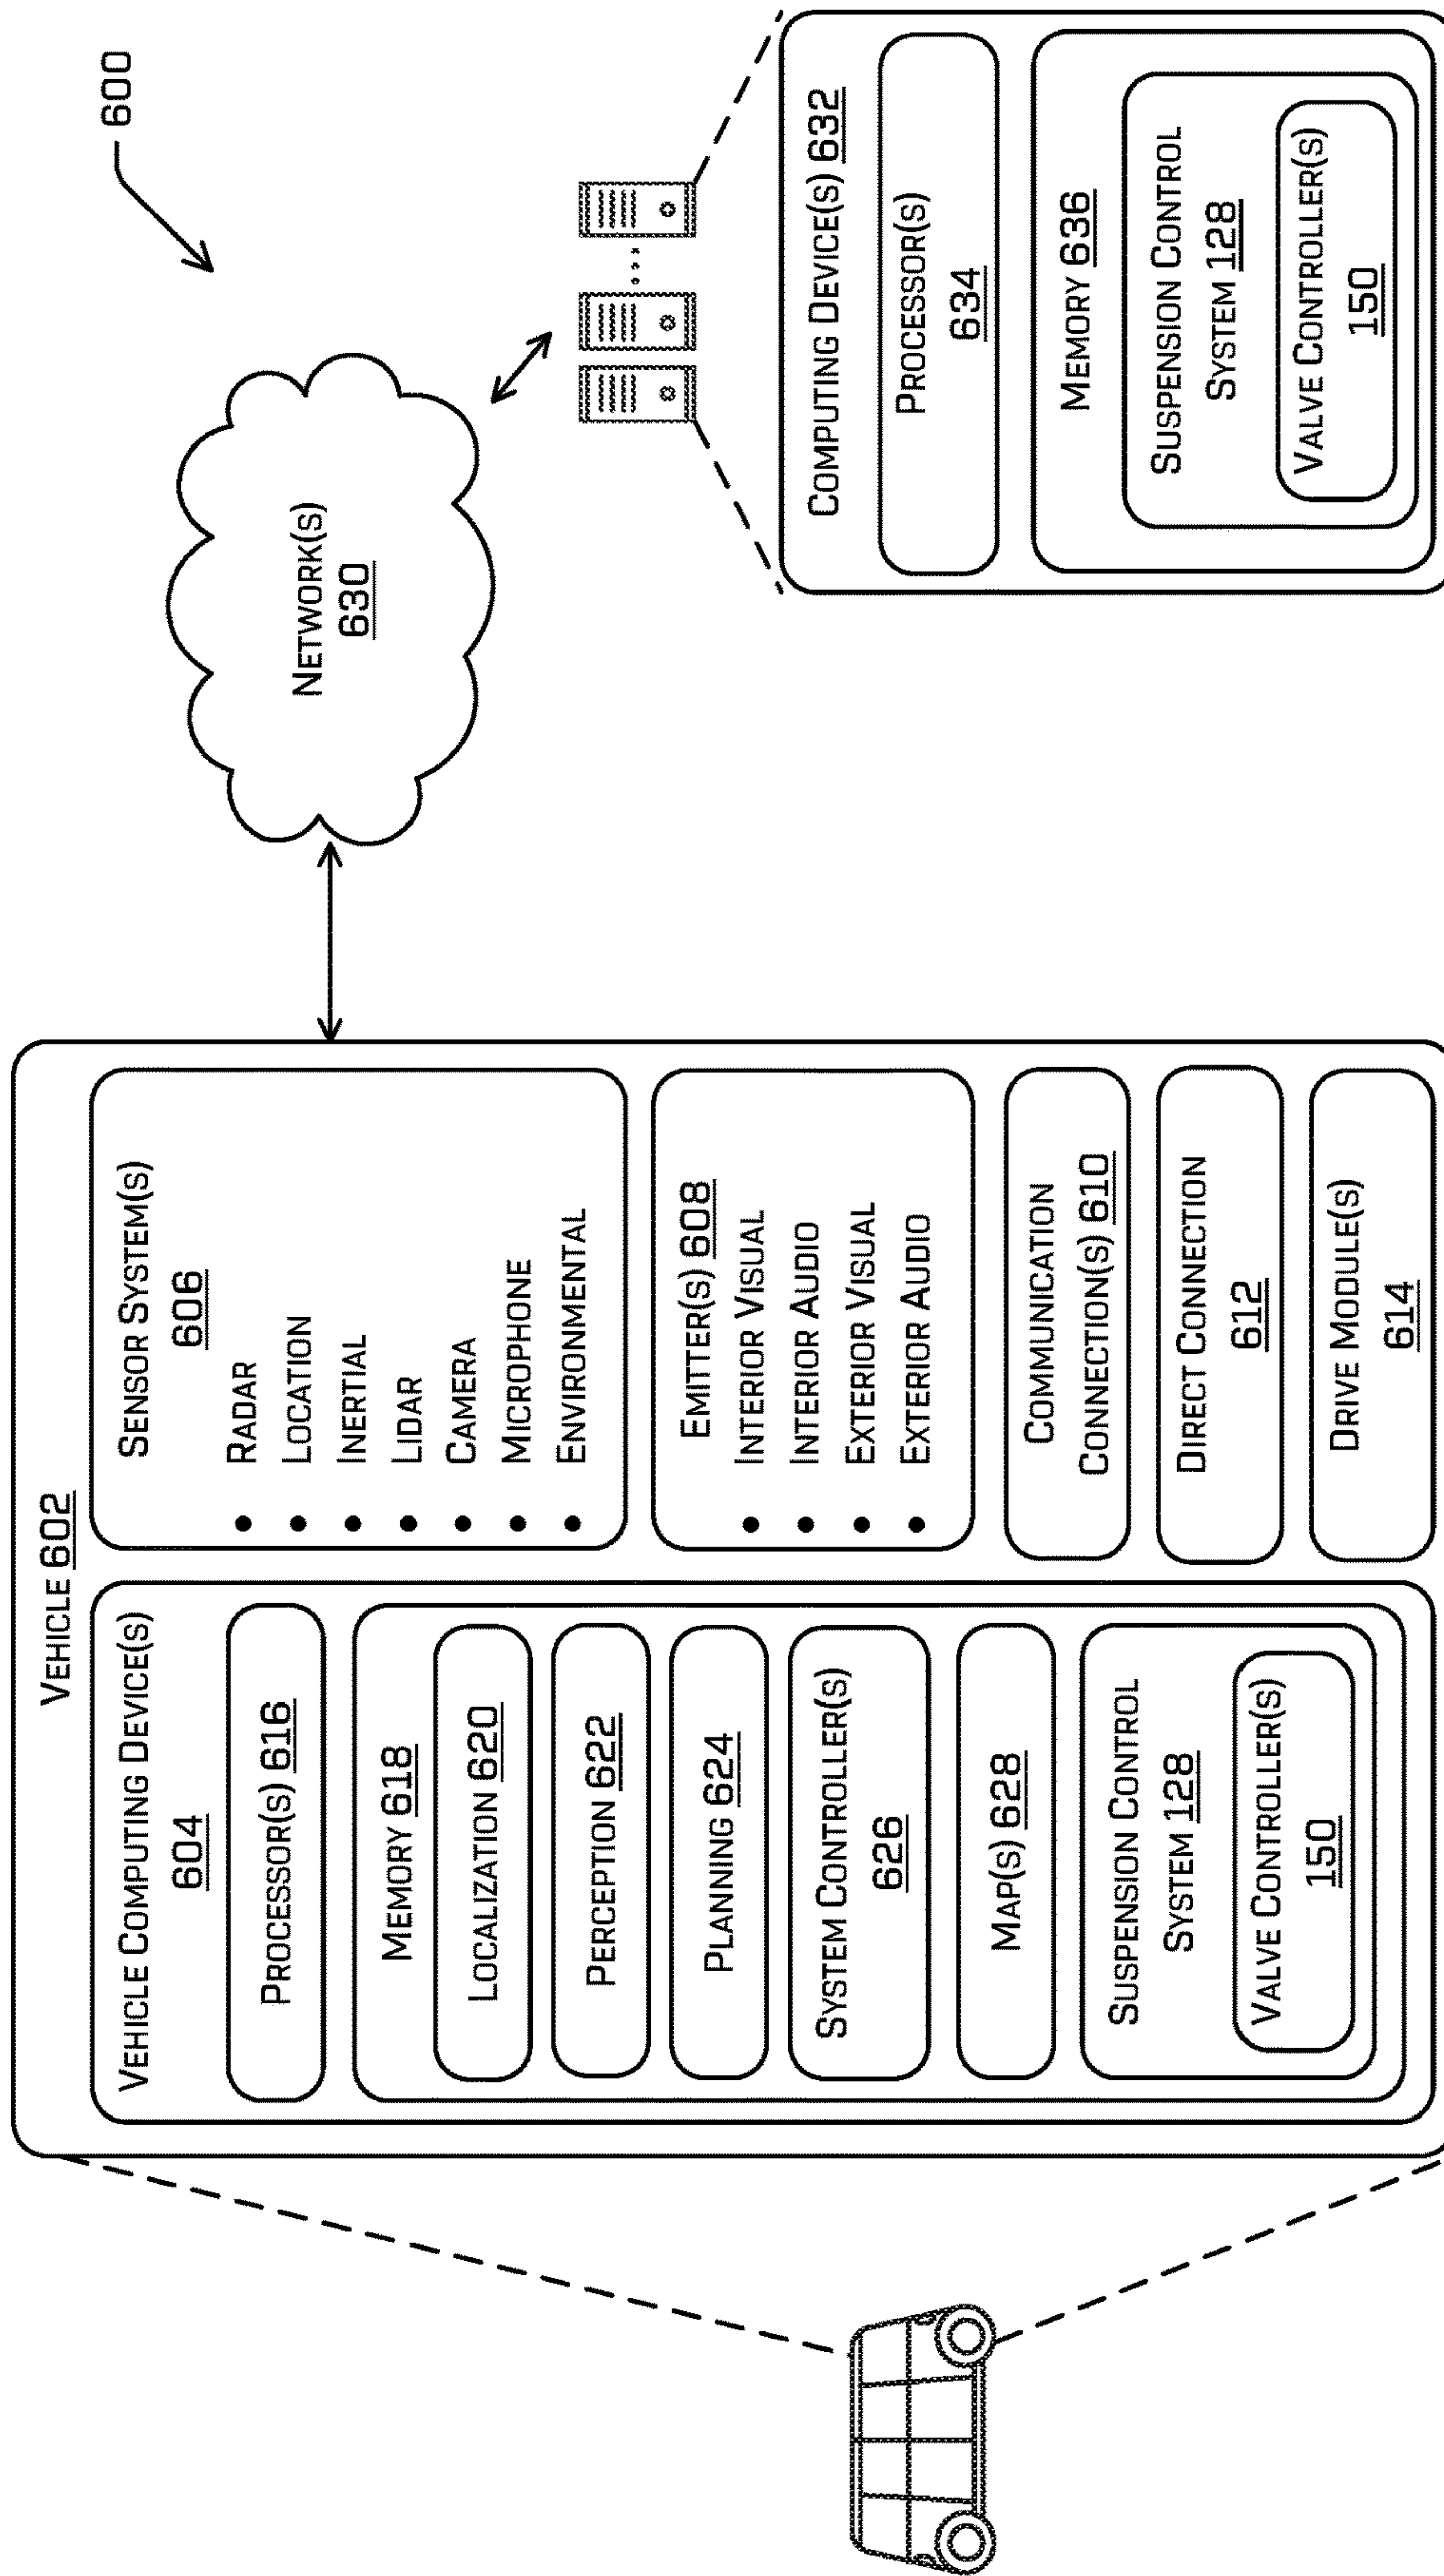 600
VEHICLE 602
VEHICLE COMPUTING DEVICE(S)
604
PROCESSOR(S) 616
MEMORY 618
LOCALIZATION 620
PERCEPTION 622
PLANNING 624
SYSTEM CONTROLLER(S)
626
MAP(S) 628
SUSPENSION CONTROL
SYSTEM 128
VALVE CONTROLLER(S)
150
SENSOR SYSTEM(S)
606
• RADAR
• LOCATION
• INERTIAL
• LIDAR
• CAMERA
• MICROPHONE
• ENVIRONMENTAL
EMITTER(S) 608
• INTERIOR VISUAL
• INTERIOR AUDIO
• EXTERIOR VISUAL
• EXTERIOR AUDIO
COMMUNICATION
CONNECTION(S) 610
DIRECT CONNECTION
612
DRIVE MODULE(S)
614
NETWORK(S)
630
COMPUTING DEVICE(S) 632
PROCESSOR(S)
634
MEMORY 636
SUSPENSION CONTROL
SYSTEM 128
VALVE CONTROLLER(S)
150